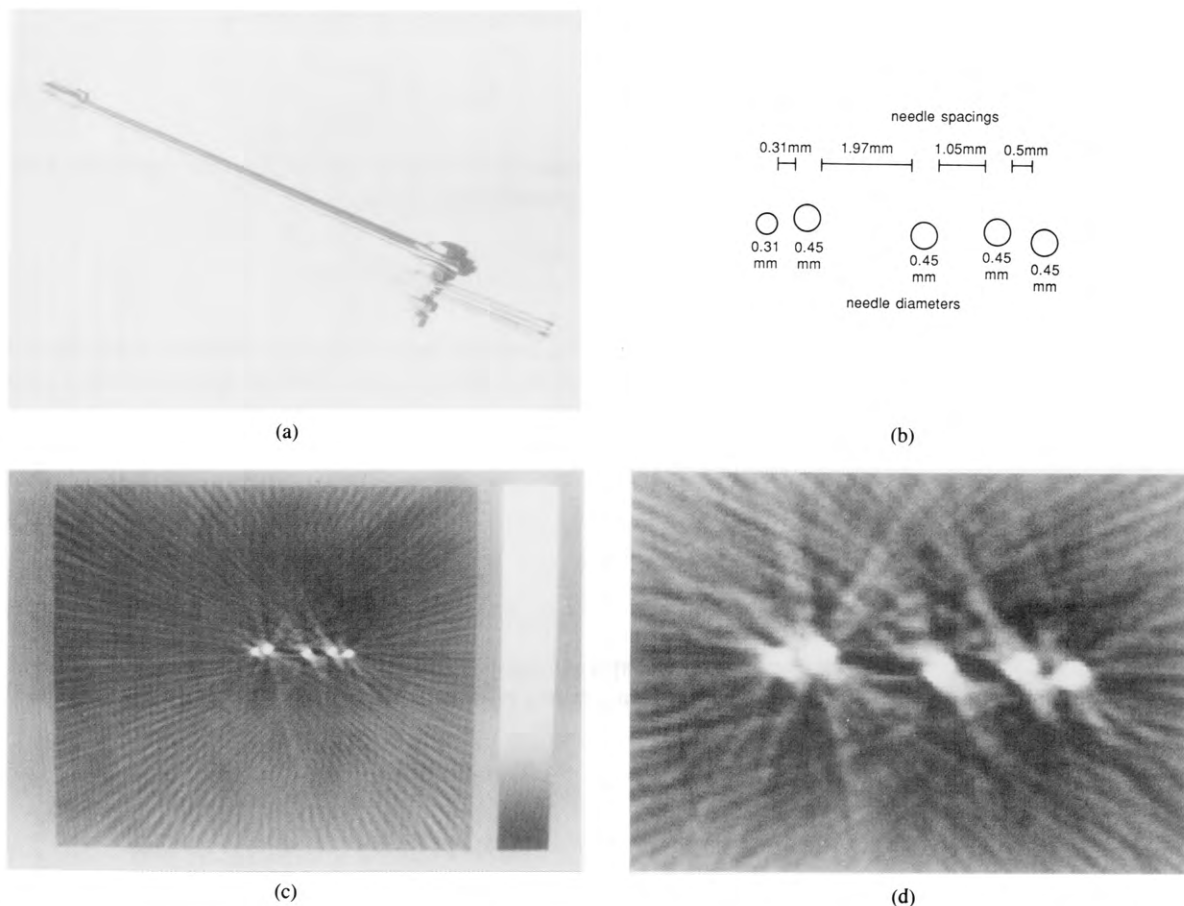 needle spacings
0.31mm 1.97mm 1.05mm 0.5mm
0.31 mm
0.45 mm
0.45 mm
0.45 mm
0.45 mm
needle diameters
(a)
(b)
(c)
(d)